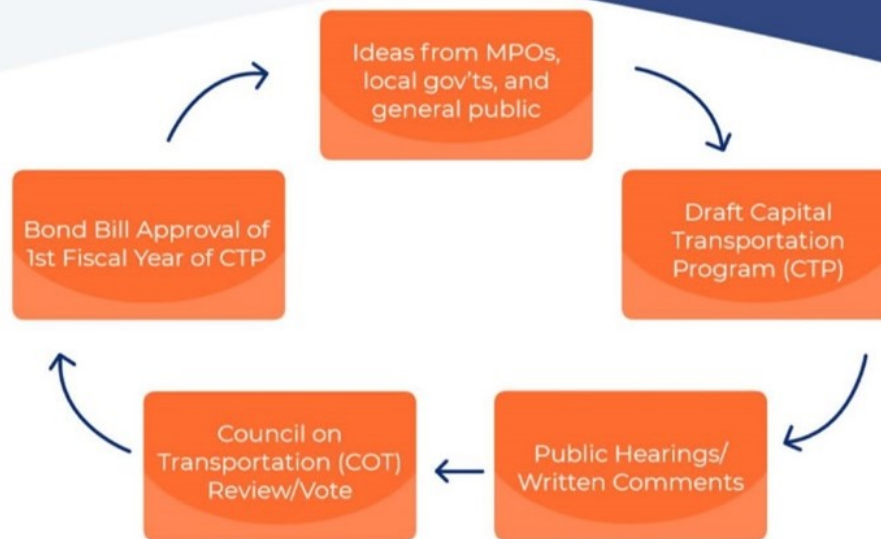 Ideas from MPOs,
local gov'ts, and
general public
Draft Capital
Transportation
Program (CTP)
Public Hearings/
Written Comments
Council on
Transportation (COT)
Review/Vote
Bond Bill Approval of
1st Fiscal Year of CTP